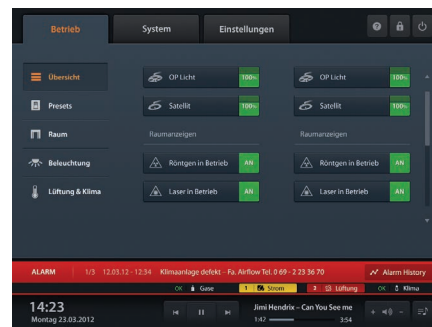 Betrieb System Einstellungen
Übersicht OP Licht 100% OP Licht 100%
Presets Satellit 100% Satellit 100%
Raum Raumanzeigen Raumanzeigen
Beleuchtung Röntgen in Betrieb AN Röntgen in Betrieb AN
Lüftung & Klima Laser in Betrieb AN Laser in Betrieb AN
ALARM 1/3 12.03.12 - 12:34 Klimaanlage defekt – Fa. Airflow Tel. 0 69 - 2 23 36 70 Alarm History
OK Gase 1 Strom 2 Lüftung OK Klima
14:23 Jimi Hendrix – Can You See me
Montag 23.03.2012 1:42 3:54